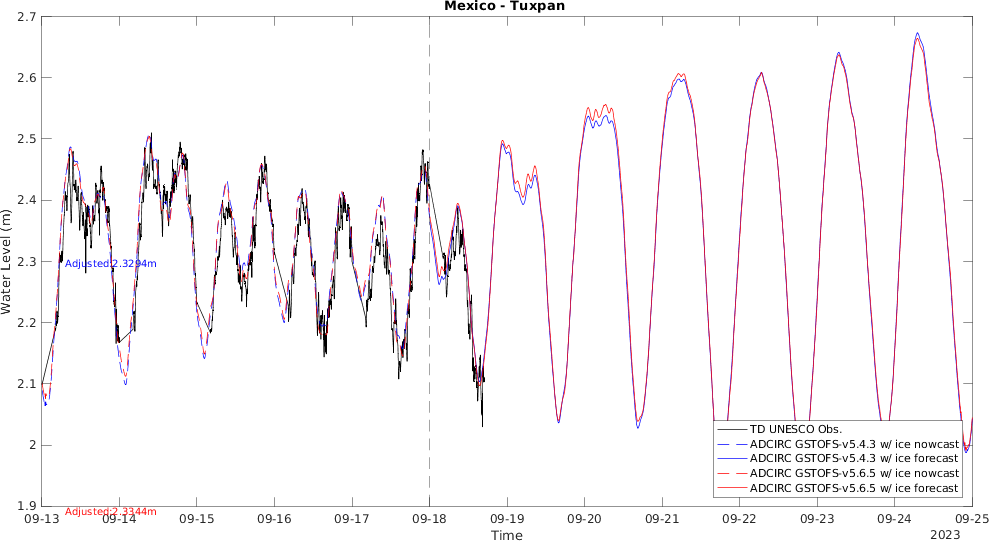 Mexico - Tuxpan
2.7
2.6
2.5
2.4
2.3
2.2
2.1
2
1.9
Water Level (m)
Adjusted:2.3294m
Adjusted:2.3344m
TD UNESCO Obs.
ADCIRC GSTOFS-v5.4.3 w/ ice nowcast
ADCIRC GSTOFS-v5.4.3 w/ ice forecast
ADCIRC GSTOFS-v5.6.5 w/ ice nowcast
ADCIRC GSTOFS-v5.6.5 w/ ice forecast
09-13 09-14 09-15 09-16 09-17 09-18 09-19 09-20 09-21 09-22 09-23 09-24 09-25
Time
2023